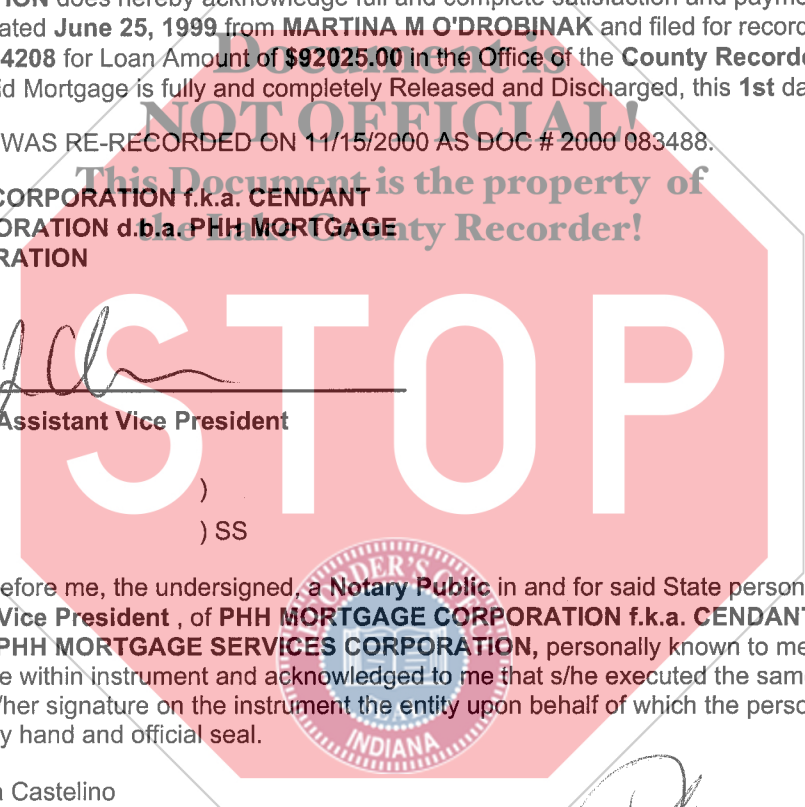 ION does hereby acknowledge full and complete satisfaction and payme
ated June 25, 1999 from MARTINA M O'DROBINAK and filed for record
4208 for Loan Amount of $92025.00 in the Office of the County Recorde
id Mortgage is fully and completely Released and Discharged, this 1st da
Document is
NOT OFFICIAL!
WAS RE-RECORDED ON 11/15/2000 AS DOC # 2000 083488.
This Document is the property of
the Lake County Recorder!
CORPORATION f.k.a. CENDANT
ORATION d.b.a. PHH MORTGAGE
RATION
STOP
Assistant Vice President
)
) SS
efore me, the undersigned, a Notary Public in and for said State person
Vice President , of PHH MORTGAGE CORPORATION f.k.a. CENDANT
PHH MORTGAGE SERVICES CORPORATION, personally known to me
e within instrument and acknowledged to me that s/he executed the sam
/her signature on the instrument the entity upon behalf of which the perso
y hand and official seal.
INDIANA
a Castelino